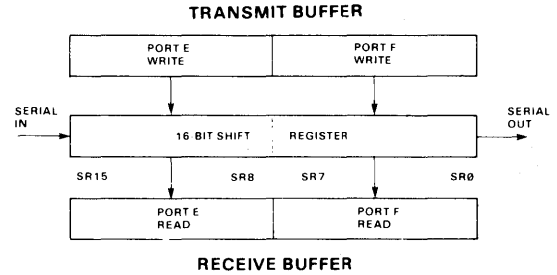 TRANSMIT BUFFER
PORT E PORT F
WRITE WRITE
SERIAL SERIAL
IN OUT
16 BIT SHIFT REGISTER
SR15 SR8 SR7 SRØ
PORT E PORT F
READ READ
RECEIVE BUFFER